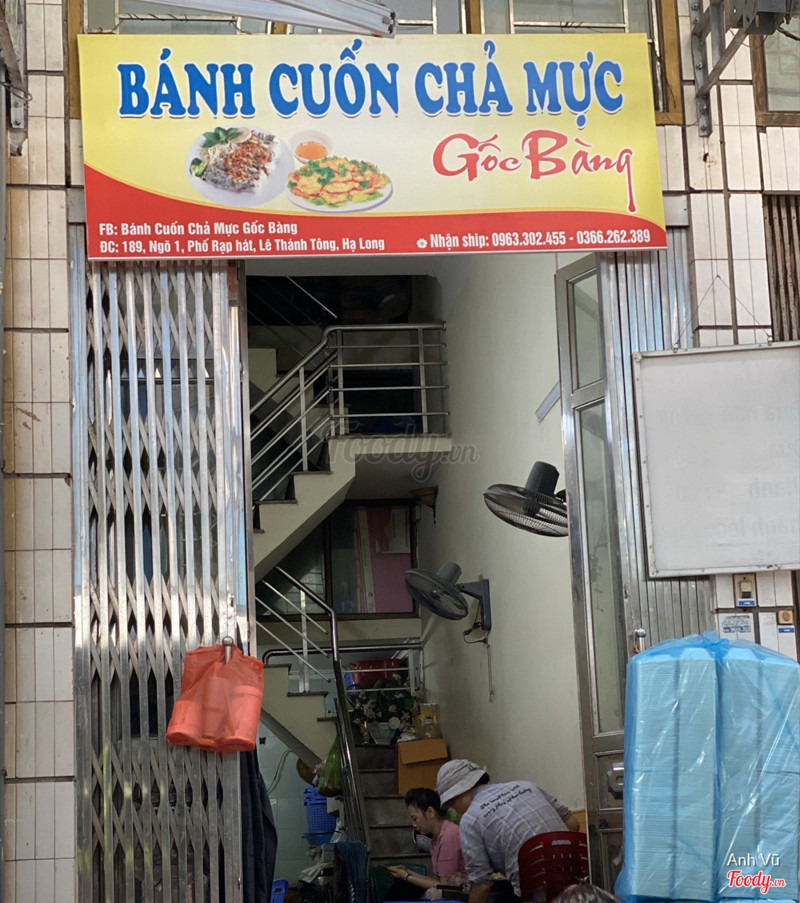 BÁNH CUỐN CHẢ MỰC
Gốc Bàng
FB: Bánh Cuốn Chả Mực Gốc Bàng
ĐC: 189, Ngõ 1, Phố Rạp hát, Lê Thánh Tông, Hạ Long
Nhận ship: 0963.302.455 - 0366.262.389
Foody.vn
Anh Vũ
Foody.vn